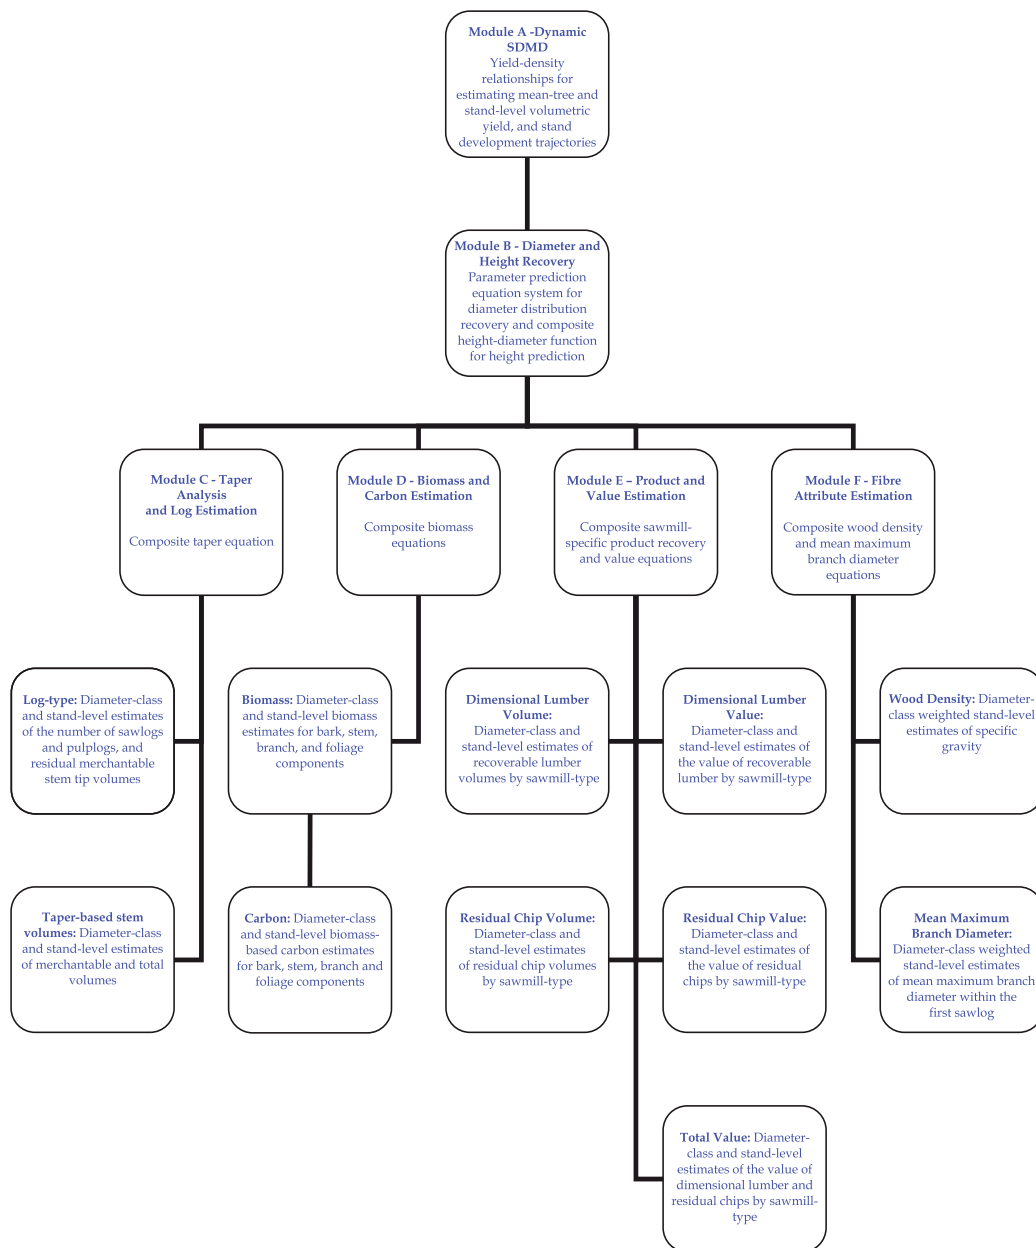 Module A -Dynamic
SDMD
Yield-density
relationships for
estimating mean-tree and
stand-level volumetric
yield, and stand
development trajectories
Module B - Diameter and
Height Recovery
Parameter prediction
equation system for
diameter distribution
recovery and composite
height-diameter function
for height prediction
Module C - Taper
Analysis
and Log Estimation
Composite taper equation
Module D - Biomass and
Carbon Estimation
Composite biomass
equations
Module E – Product and
Value Estimation
Composite sawmill-
specific product recovery
and value equations
Module F - Fibre
Attribute Estimation
Composite wood density
and mean maximum
branch diameter
equations
Log-type: Diameter-class
and stand-level estimates
of the number of sawlogs
and pulplogs, and
residual merchantable
stem tip volumes
Biomass: Diameter-class
and stand-level biomass
estimates for bark, stem,
branch, and foliage
components
Dimensional Lumber
Volume:
Diameter-class and
stand-level estimates of
recoverable lumber
volumes by sawmill-type
Dimensional Lumber
Value:
Diameter-class and
stand-level estimates of
the value of recoverable
lumber by sawmill-type
Wood Density: Diameter-
class weighted stand-level
estimates of specific
gravity
Taper-based stem
volumes: Diameter-class
and stand-level estimates
of merchantable and total
volumes
Carbon: Diameter-class
and stand-level biomass-
based carbon estimates
for bark, stem, branch and
foliage components
Residual Chip Volume:
Diameter-class and
stand-level estimates
of residual chip volumes
by sawmill-type
Residual Chip Value:
Diameter-class and
stand-level estimates of
the value of residual
chips by sawmill-type
Mean Maximum
Branch Diameter:
Diameter-class weighted
stand-level estimates
of mean maximum branch
diameter within the
first sawlog
Total Value: Diameter-
class and stand-level
estimates of the value of
dimensional lumber and
residual chips by sawmill-
type